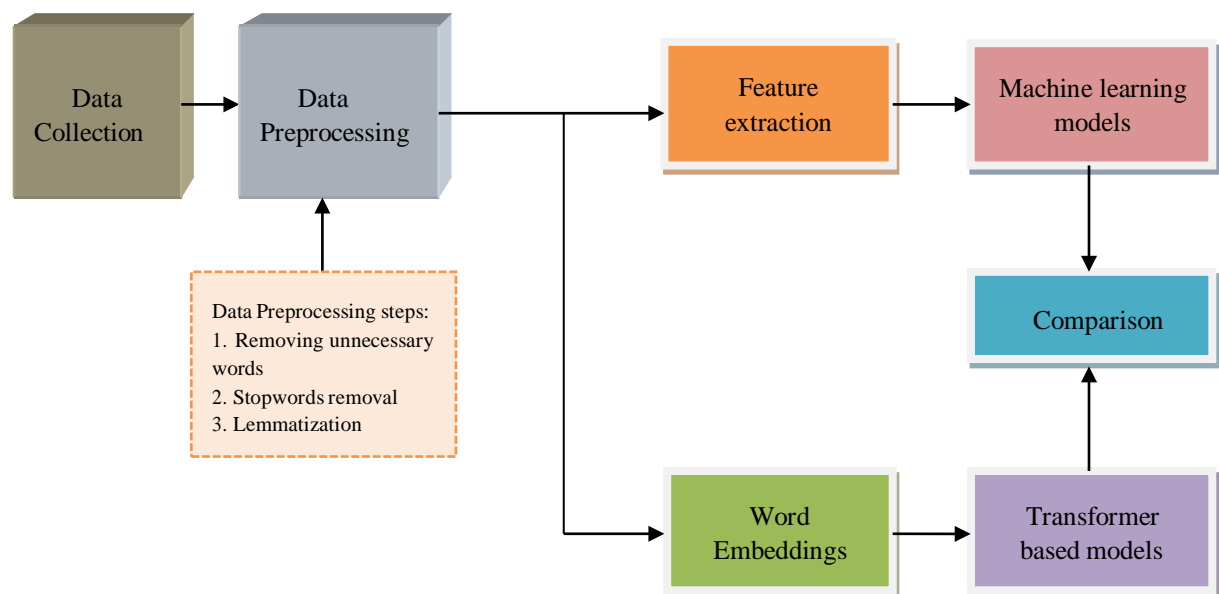 Data
Collection
Data
Preprocessing
Feature
extraction
Machine learning
models
Data Preprocessing steps:
1. Removing unnecessary
words
2. Stopwords removal
3. Lemmatization
Comparison
Word
Embeddings
Transformer
based models